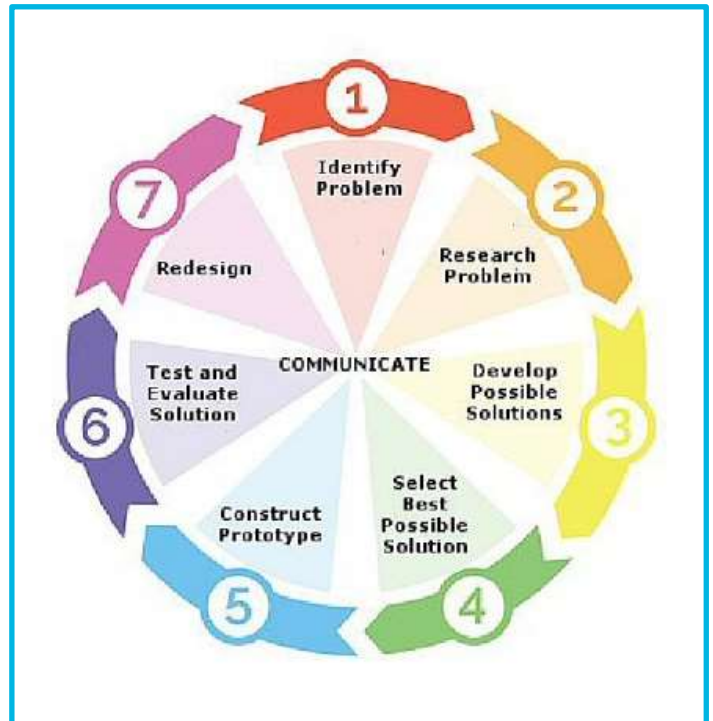 1
Identify
Problem
2
Research
Problem
3
Develop
Possible
Solutions
4
Select
Best
Possible
Solution
5
Construct
Prototype
6
Test and
Evaluate
Solution
7
Redesign
COMMUNICATE